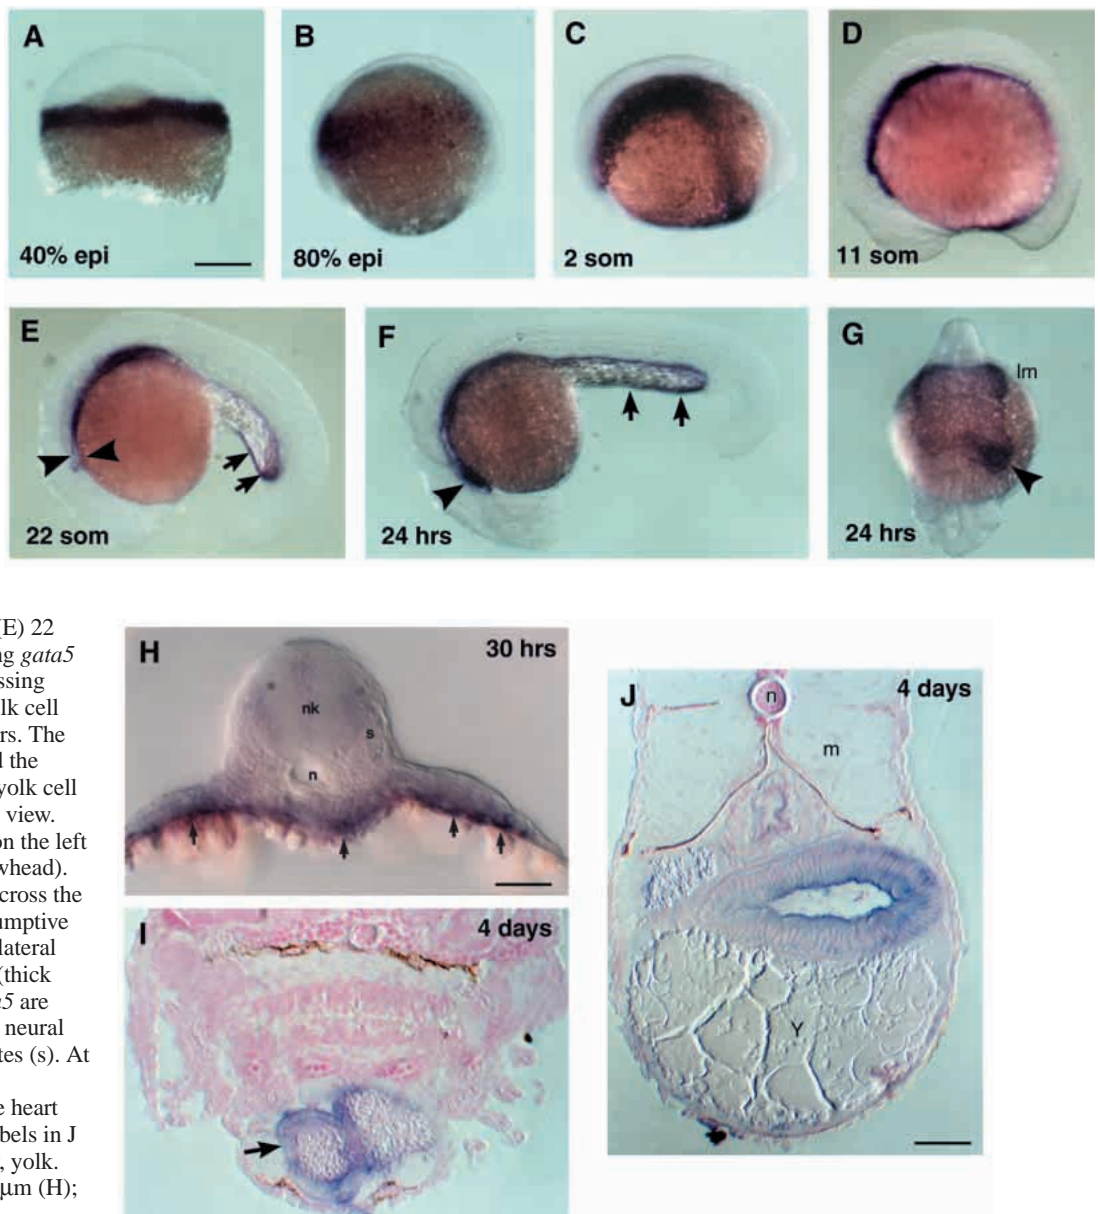 A
40% epi
B
80% epi
C
2 som
D
11 som
E
22 som
F
24 hrs
G
lm
24 hrs
(E) 22
ng gata5
ssing
lk cell
rs. The
d the
yolk cell
view.
on the left
whead).
cross the
umptive
lateral
(thick
a5 are
neural
tes (s). At
e heart
bels in J
, yolk.
μm (H);
H
30 hrs
nk
s
n
I
4 days
J
4 days
n
m
Y